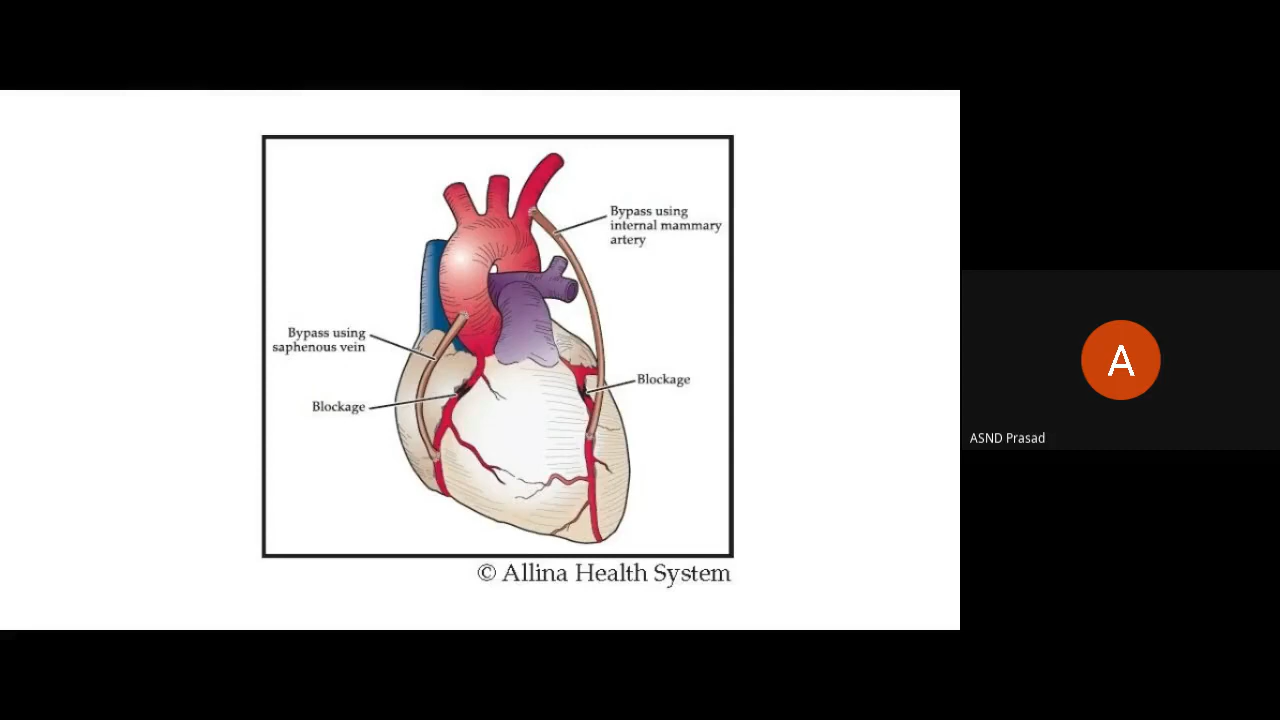 Bypass using
internal mammary
artery
Bypass using
saphenous vein
Blockage
Blockage
© Allina Health System
A
ASND Prasad